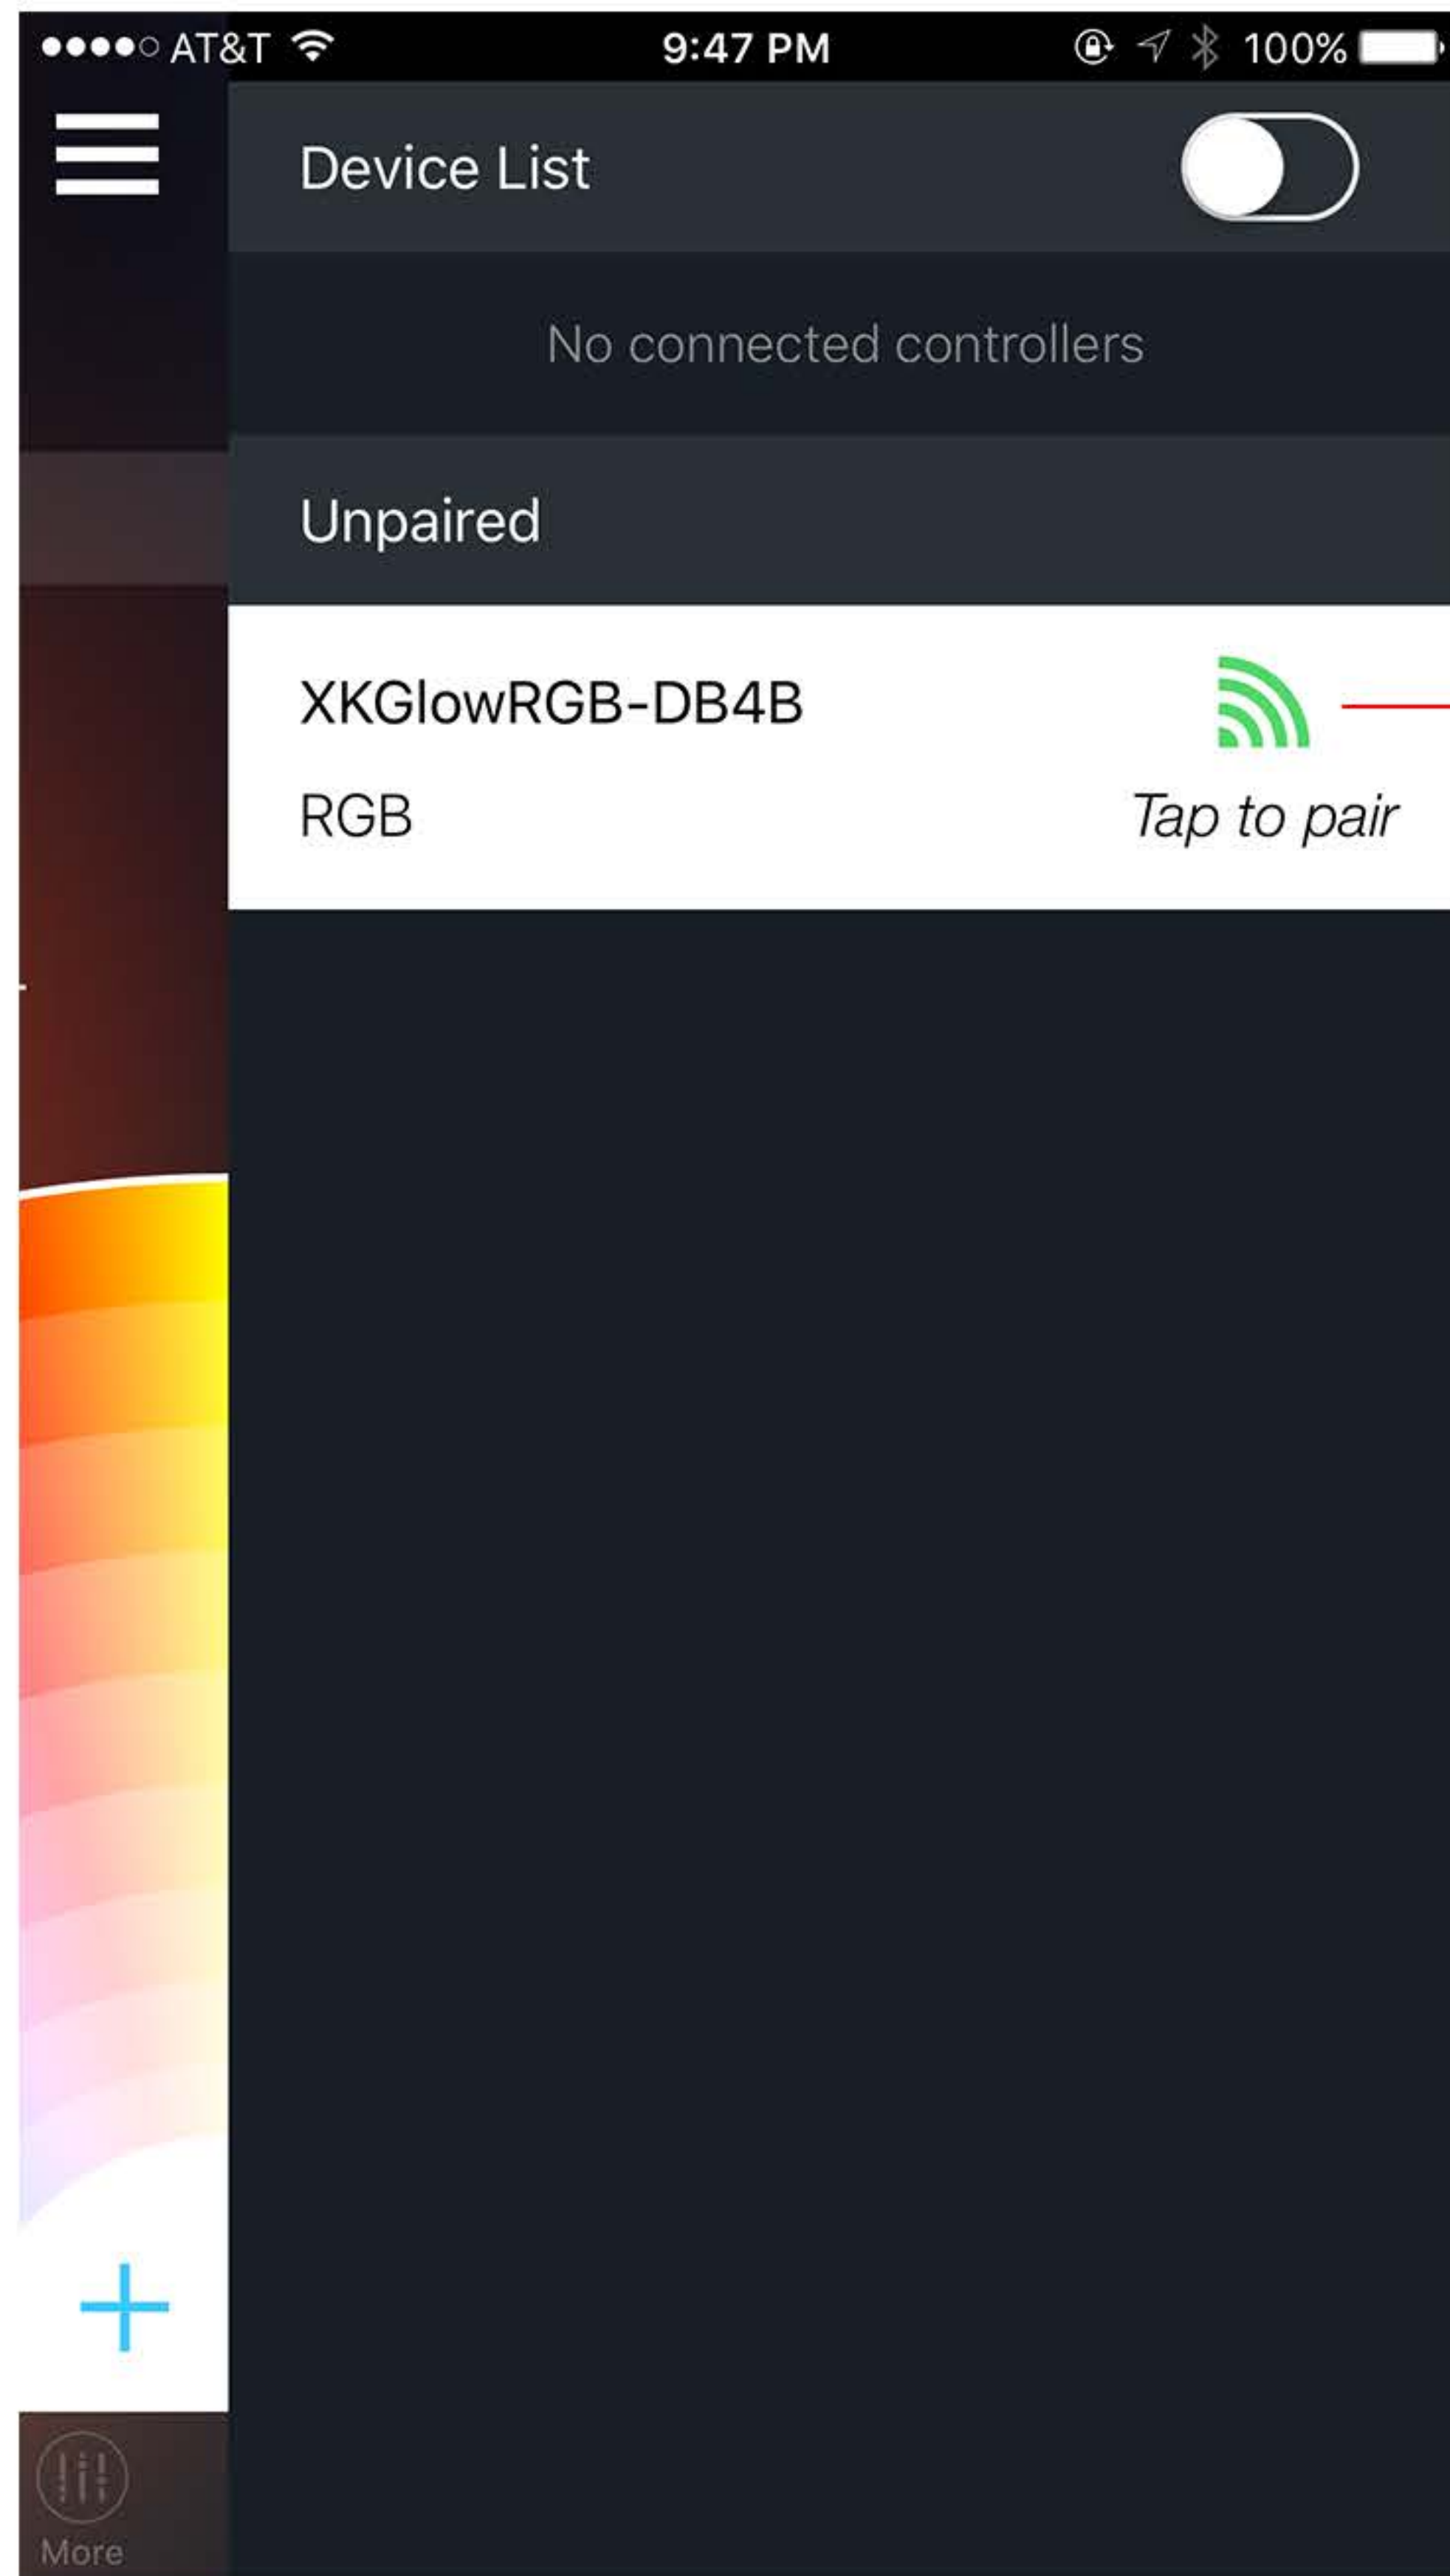 AT&T 9:47 PM 100%
Device List
No connected controllers
Unpaired
XKGlowRGB-DB4B
RGB Tap to pair
More